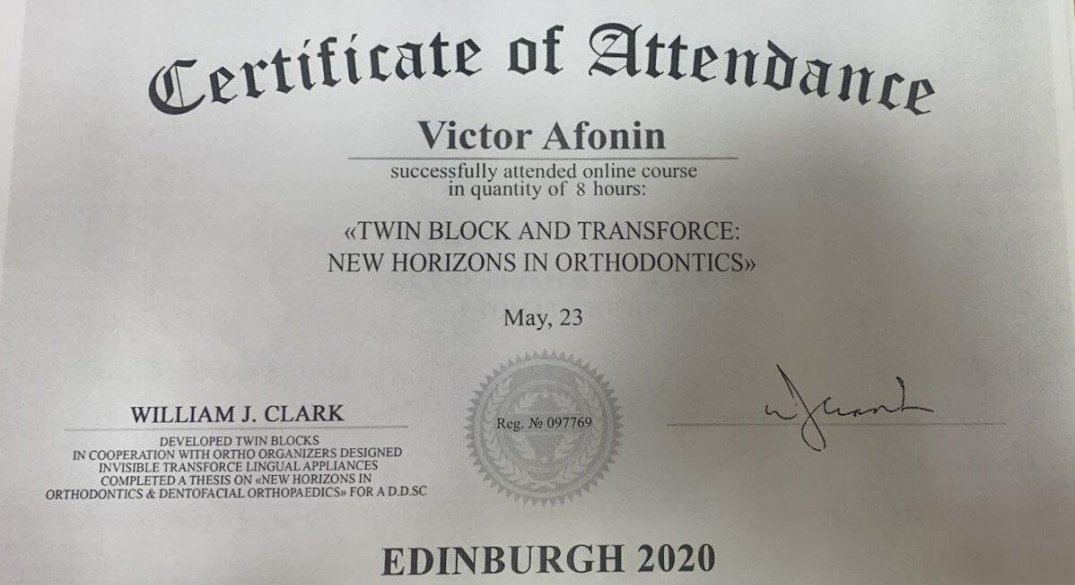 Certificate of Attendance
Victor Afonin
successfully attended online course
in quantity of 8 hours:
«TWIN BLOCK AND TRANSFORCE:
NEW HORIZONS IN ORTHODONTICS»
May, 23
WILLIAM J. CLARK
DEVELOPED TWIN BLOCKS
IN COOPERATION WITH ORTHO ORGANIZERS DESIGNED
INVISIBLE TRANSFORCE LINGUAL APPLIANCES
COMPLETED A THESIS ON «NEW HORIZONS IN
ORTHODONTICS & DENTOFACIAL ORTHOPAEDICS» FOR A D.D.SC
Reg. № 097769
EDINBURGH 2020